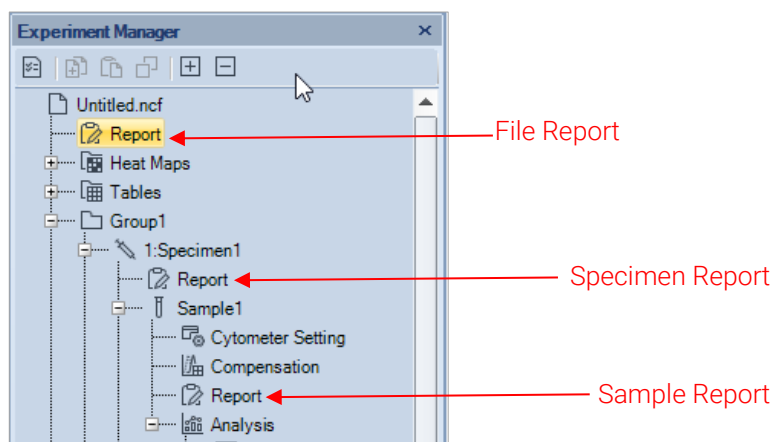 Experiment Manager
Untitled.ncf
Report
File Report
Heat Maps
Tables
Group1
1:Specimen1
Report
Specimen Report
Sample1
Cytometer Setting
Compensation
Report
Sample Report
Analysis